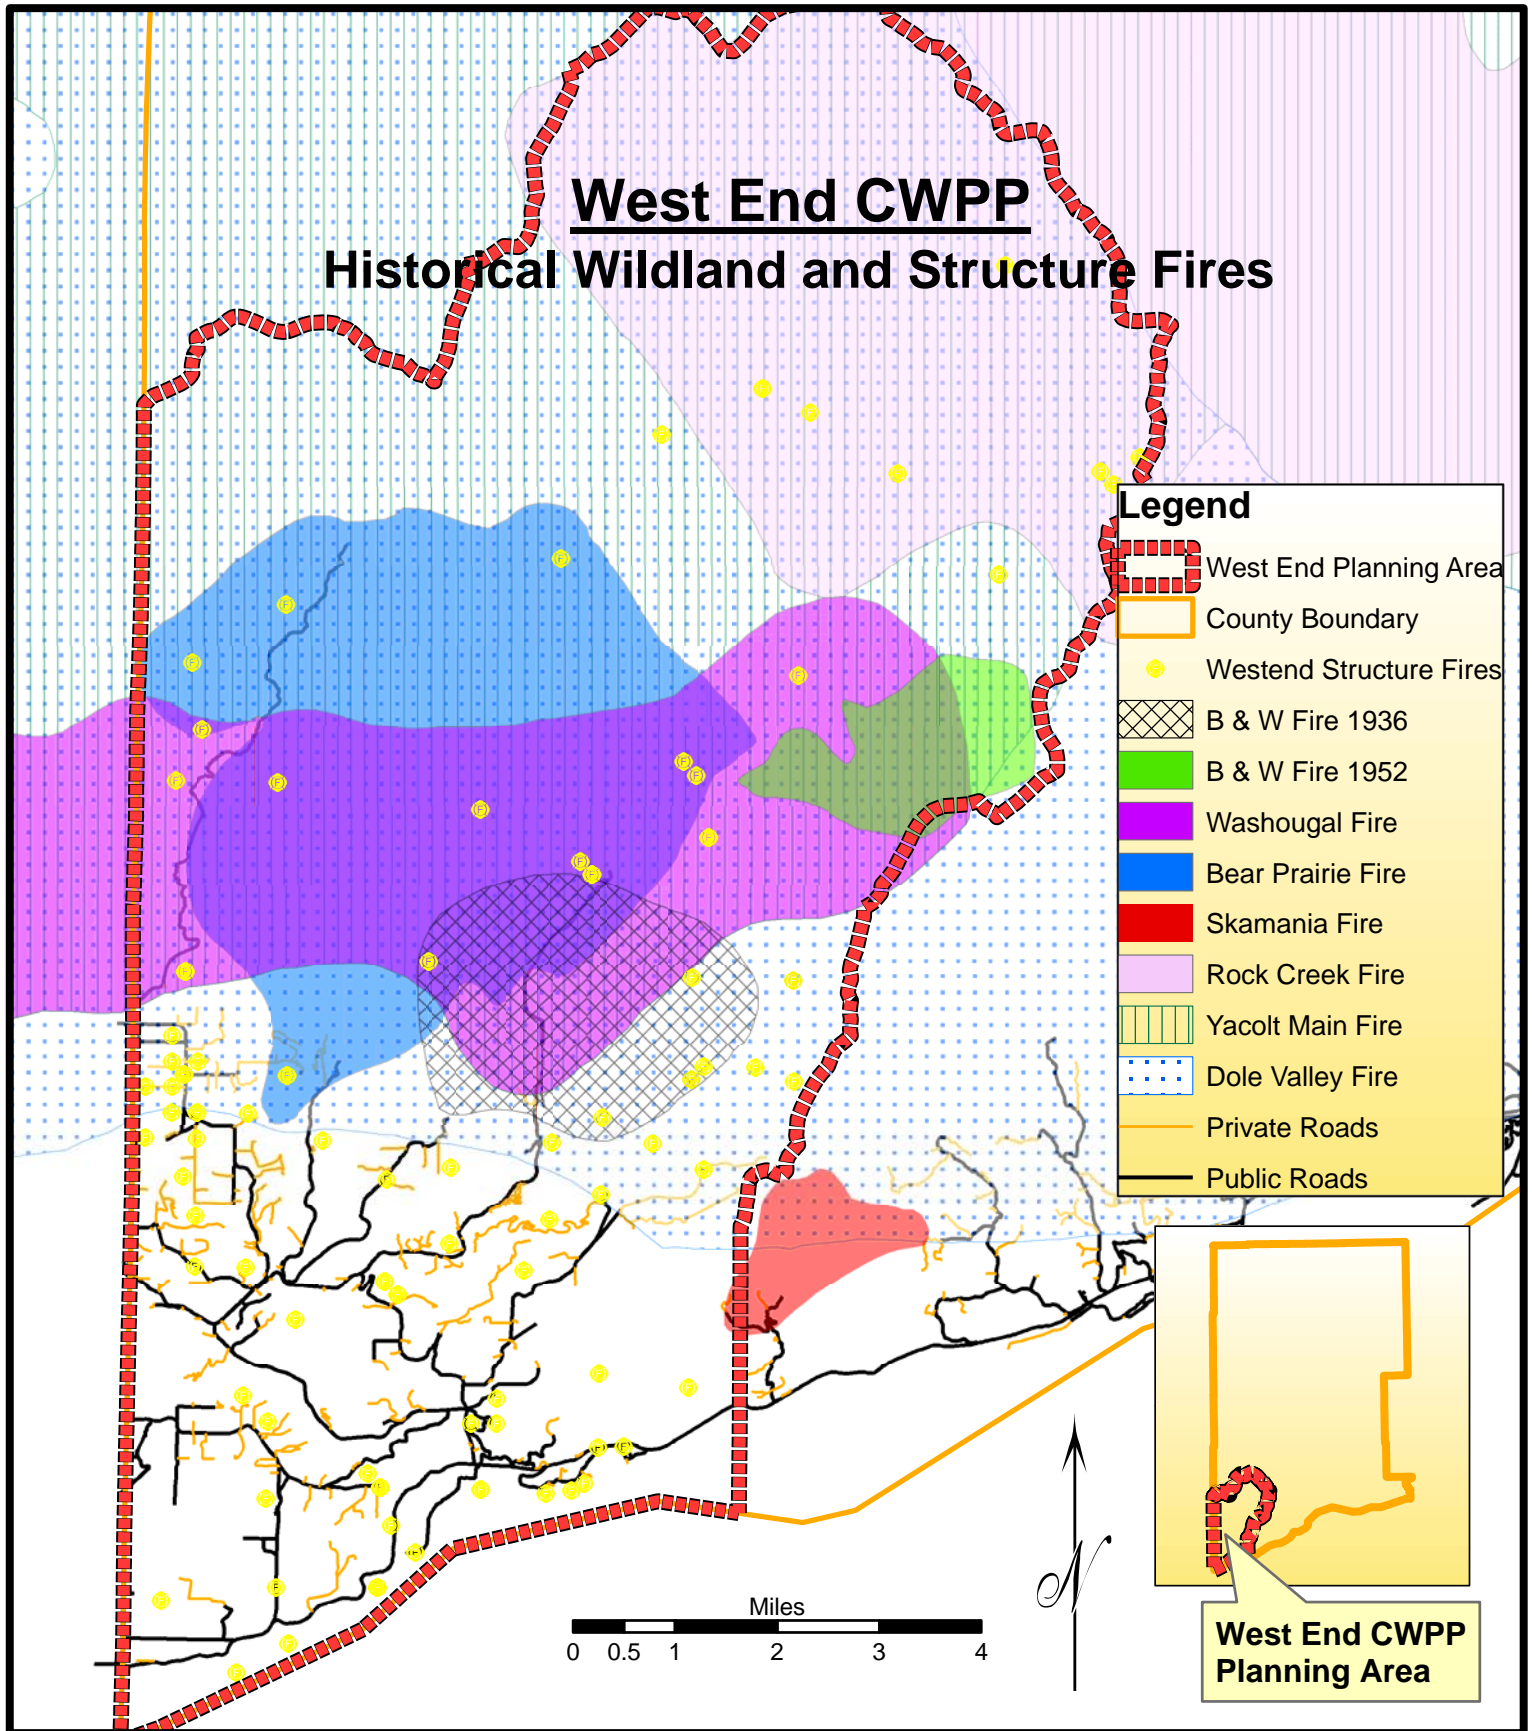 West End CWPP
Historical Wildland and Structure Fires
Legend
West End Planning Area
County Boundary
Westend Structure Fires
B & W Fire 1936
B & W Fire 1952
Washougal Fire
Bear Prairie Fire
Skamania Fire
Rock Creek Fire
Yacolt Main Fire
Dole Valley Fire
Private Roads
Public Roads
Miles
0 0.5 1 2 3 4
N
West End CWPP
Planning Area